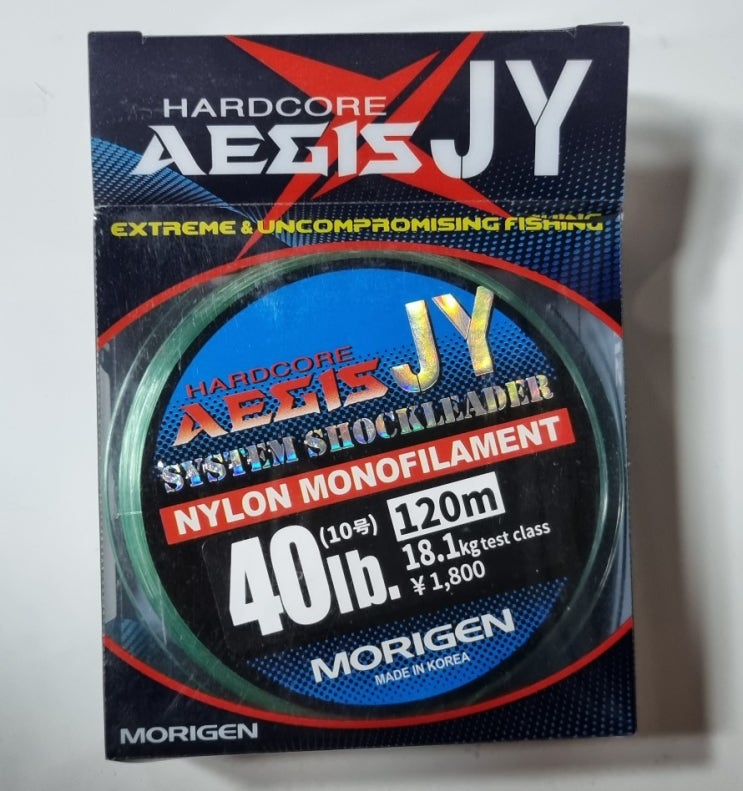 HARDCORE
AEGIS JY
EXTREME & UNCOMPROMISING FISHING
HARDCORE
AEGIS JY
SYSTEM SHOCKLEADER
NYLON MONOFILAMENT
40lb. (10号) 120m
18.1kg test class
¥1,800
MORIGEN
MADE IN KOREA
MORIGEN